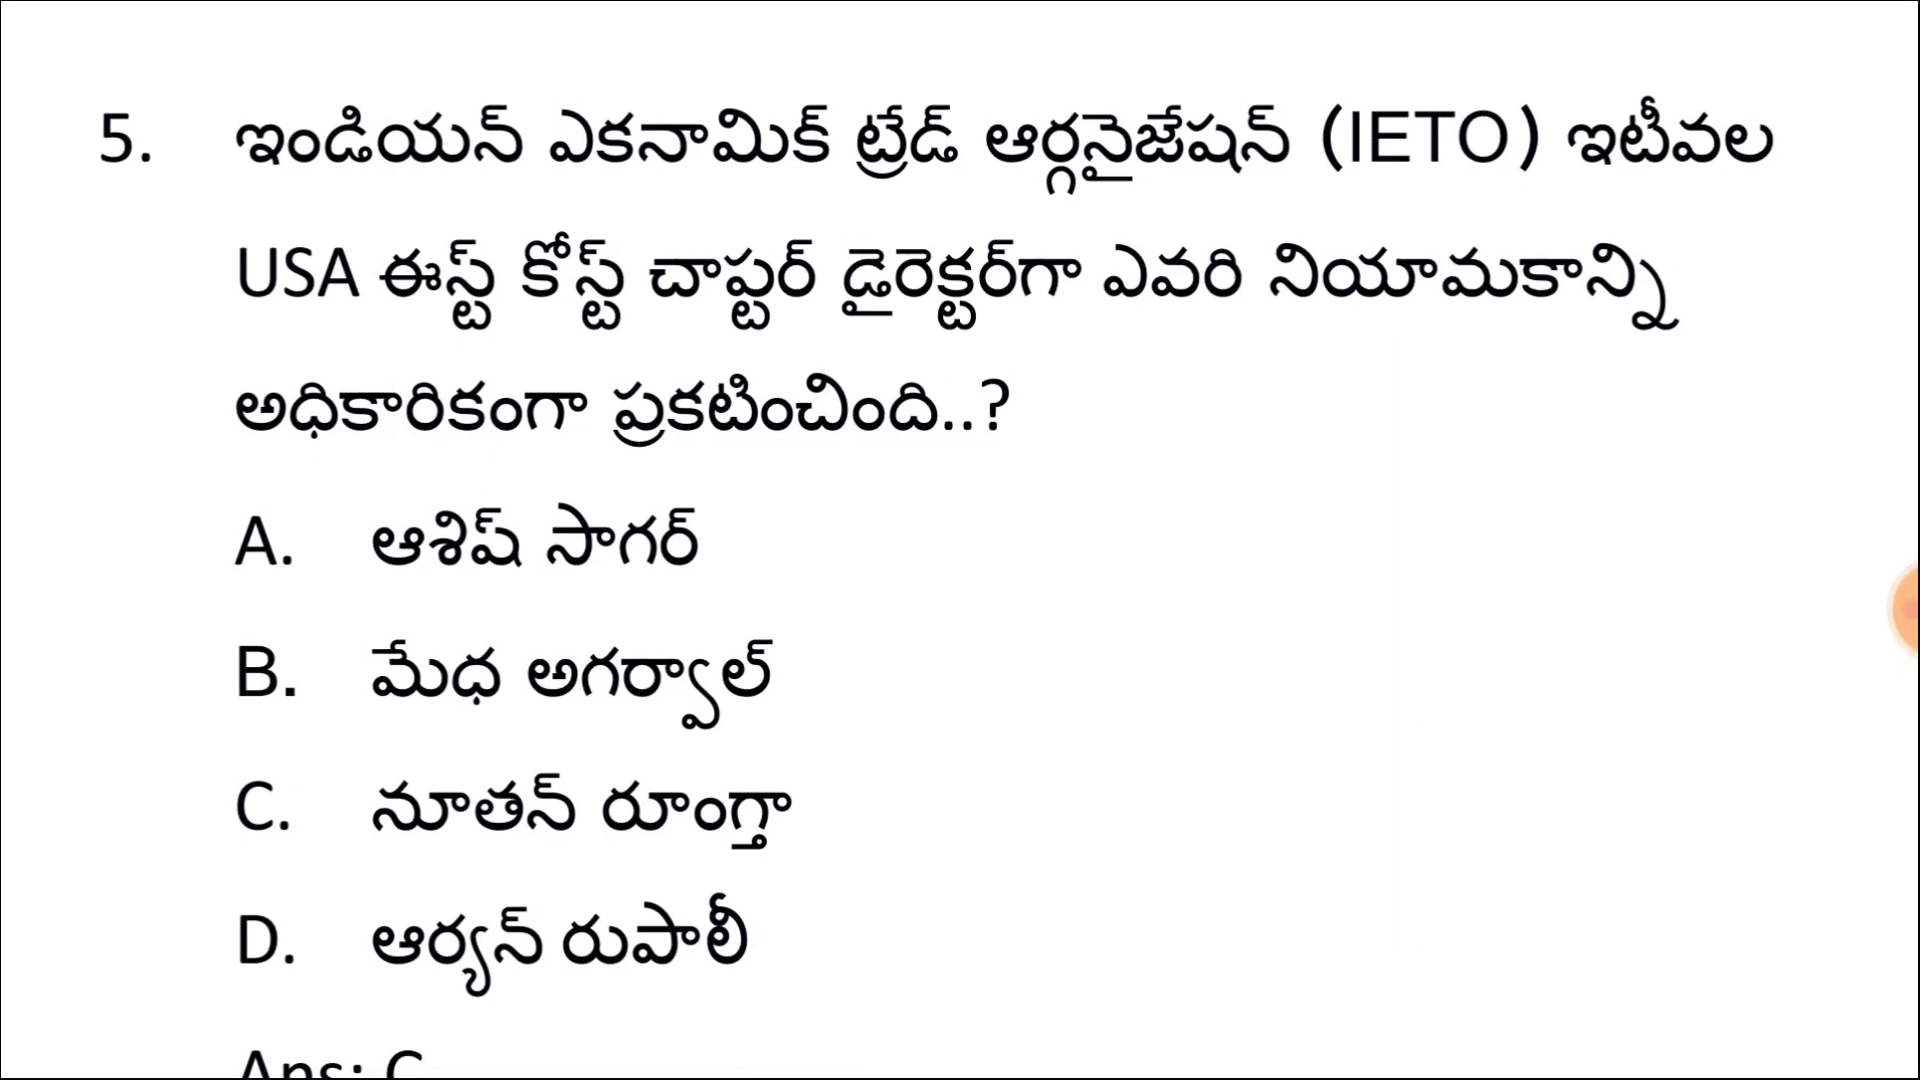 5. ఇండియన్ ఎకనామిక్ ట్రేడ్ ఆర్గనైజేషన్ (IETO) ఇటీవల
USA ఈస్ట్ కోస్ట్ చాప్టర్ డైరెక్టర్‌గా ఎవరి నియామకాన్ని
అధికారికంగా ప్రకటించింది..?
A. ఆశిష్ సాగర్
B. మేధ అగర్వాల్
C. నూతన్ రూంగ్తా
D. ఆర్యన్ రుపాలీ
Ans: C